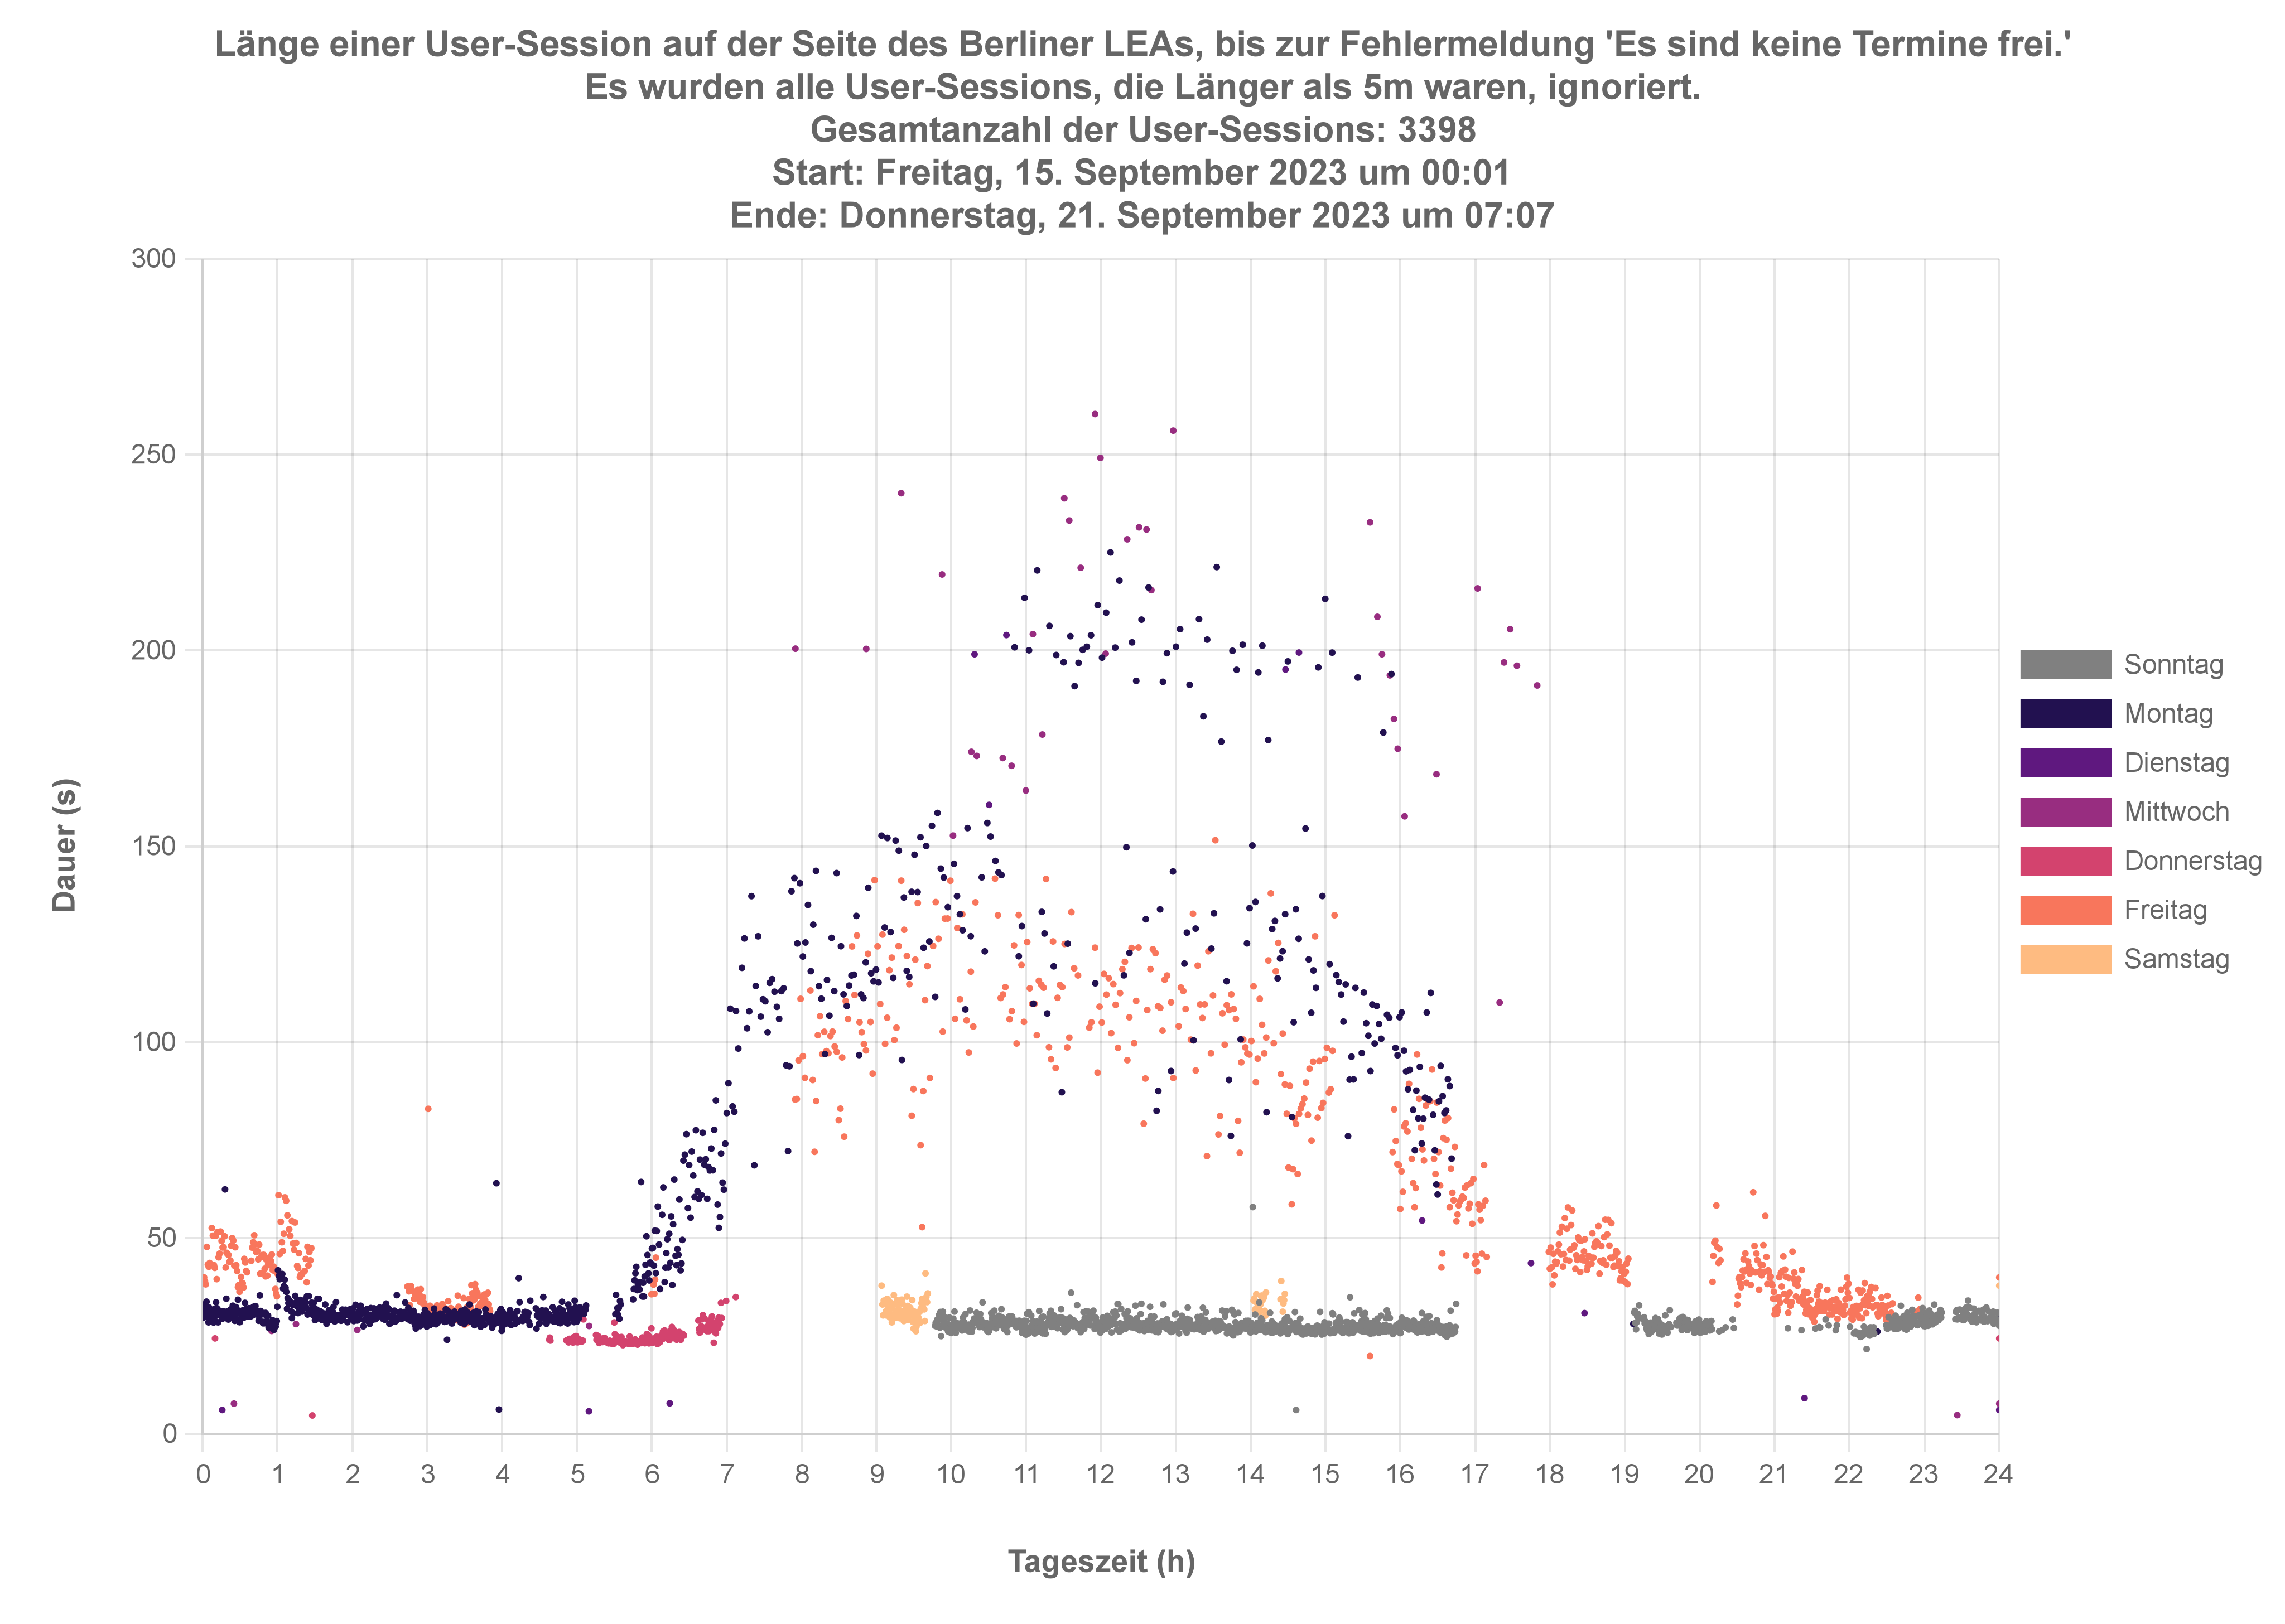 Länge einer User-Session auf der Seite des Berliner LEAs, bis zur Fehlermeldung 'Es sind keine Termine frei.'
Es wurden alle User-Sessions, die Länger als 5m waren, ignoriert.
Gesamtanzahl der User-Sessions: 3398
Start: Freitag, 15. September 2023 um 00:01
Ende: Donnerstag, 21. September 2023 um 07:07
300
250
200
150
100
50
0
Dauer (s)
0 1 2 3 4 5 6 7 8 9 10 11 12 13 14 15 16 17 18 19 20 21 22 23 24
Tageszeit (h)
Sonntag
Montag
Dienstag
Mittwoch
Donnerstag
Freitag
Samstag